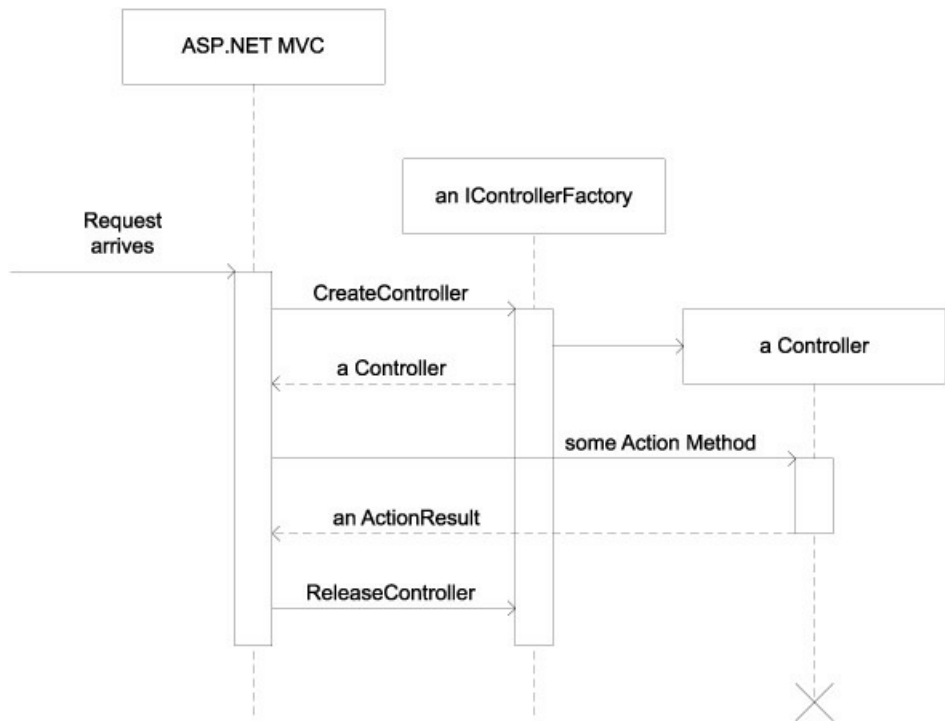 ASP.NET MVC
an IControllerFactory
Request
arrives
CreateController
a Controller
a Controller
some Action Method
an ActionResult
ReleaseController